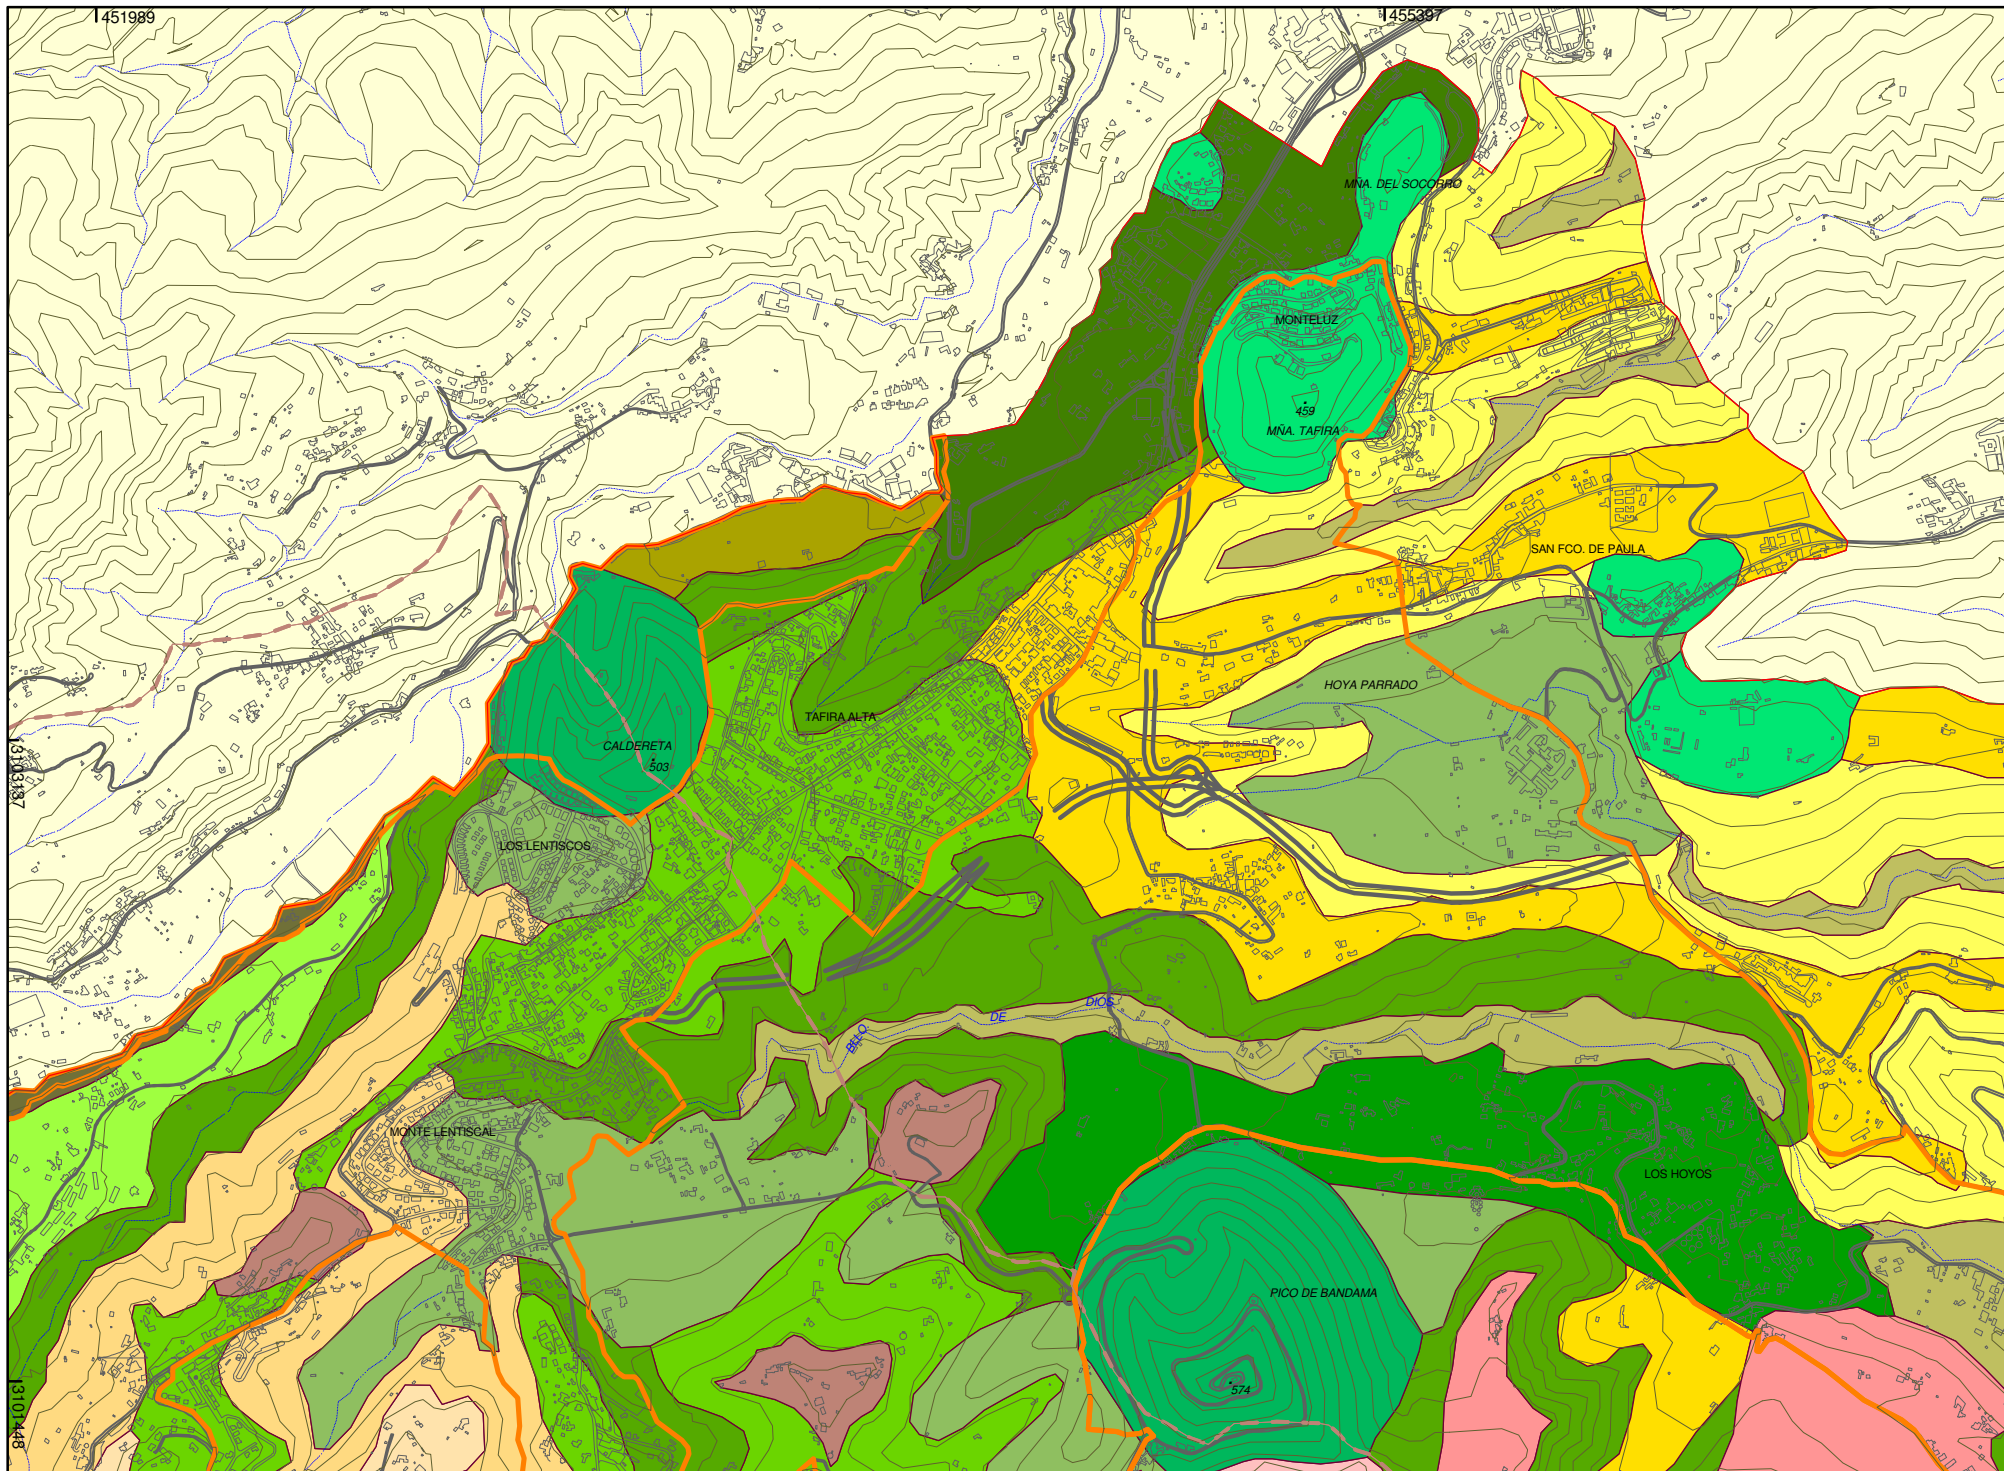 451989
455397
MÑA. DEL SOCORRO
MONTELUZ
459
MÑA. TAFIRA
SAN FCO. DE PAULA
HOYA PARRADO
TAFIRA ALTA
CALDERETA
503
3103137
LOS LENTISCOS
DIOS
DE
BCO.
MONTE LENTISCAL
LOS HOYOS
PICO DE BANDAMA
574
3101448